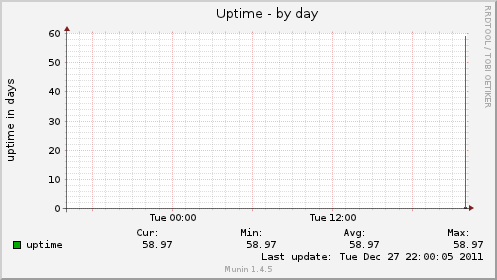 Uptime - by day
RRDTOOL / TOBI OETIKER
uptime in days
60
50
40
30
20
10
0
Tue 00:00 Tue 12:00
Cur: Min: Avg: Max:
uptime 58.97 58.97 58.97 58.97
Last update: Tue Dec 27 22:00:05 2011
Munin 1.4.5